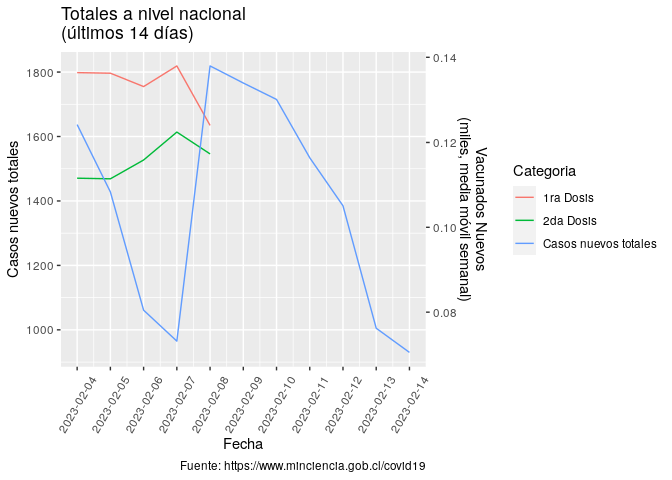 Totales a nivel nacional
(últimos 14 días)
Casos nuevos totales
1800
1600
1400
1200
1000
0.14
0.12
0.10
0.08
Vacunados Nuevos
(miles, media móvil semanal)
2023-02-04
2023-02-05
2023-02-06
2023-02-07
2023-02-08
2023-02-09
2023-02-10
2023-02-11
2023-02-12
2023-02-13
2023-02-14
Fecha
Categoria
1ra Dosis
2da Dosis
Casos nuevos totales
Fuente: https://www.minciencia.gob.cl/covid19